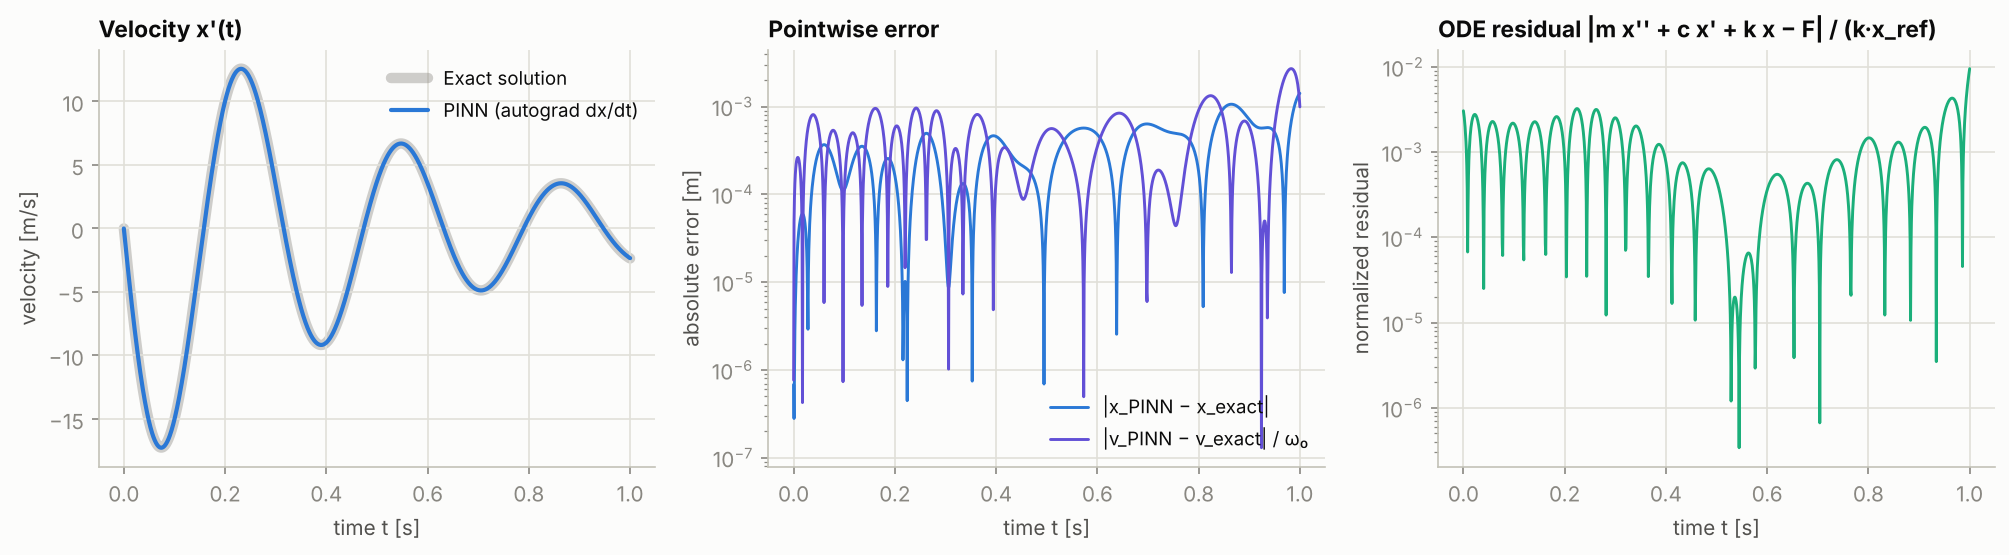 Velocity x'(t)
Exact solution
PINN (autograd dx/dt)
velocity [m/s]
10
5
0
−5
−10
−15
0.0 0.2 0.4 0.6 0.8 1.0
time t [s]
Pointwise error
absolute error [m]
10⁻³
10⁻⁴
10⁻⁵
10⁻⁶
10⁻⁷
|x_PINN − x_exact|
|v_PINN − v_exact| / ω₀
0.0 0.2 0.4 0.6 0.8 1.0
time t [s]
ODE residual |m x'' + c x' + k x − F| / (k·x_ref)
normalized residual
10⁻²
10⁻³
10⁻⁴
10⁻⁵
10⁻⁶
0.0 0.2 0.4 0.6 0.8 1.0
time t [s]